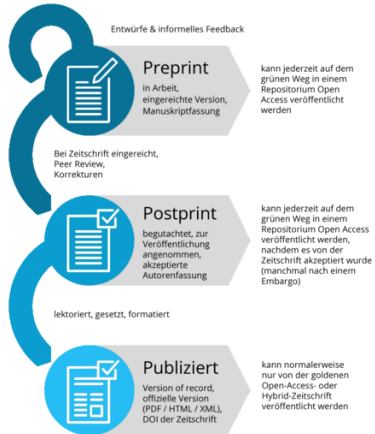 Entwürfe & informelles Feedback
Preprint
in Arbeit,
eingereichte Version,
Manuskriptfassung
kann jederzeit auf dem
grünen Weg in einem
Repositorium Open
Access veröffentlicht
werden
Bei Zeitschrift eingereicht,
Peer Review,
Korrekturen
Postprint
begutachtet, zur
Veröffentlichung
angenommen,
akzeptierte
Autorenfassung
kann jederzeit auf dem
grünen Weg in einem
Repositorium Open Access
veröffentlicht werden,
nachdem es von der
Zeitschrift akzeptiert wurde
(manchmal nach einem
Embargo)
lektoriert, gesetzt, formatiert
Publiziert
Version of record,
offizielle Version
(PDF / HTML / XML),
DOI der Zeitschrift
kann normalerweise
nur von der goldenen
Open-Access- oder
Hybrid-Zeitschrift
veröffentlicht werden